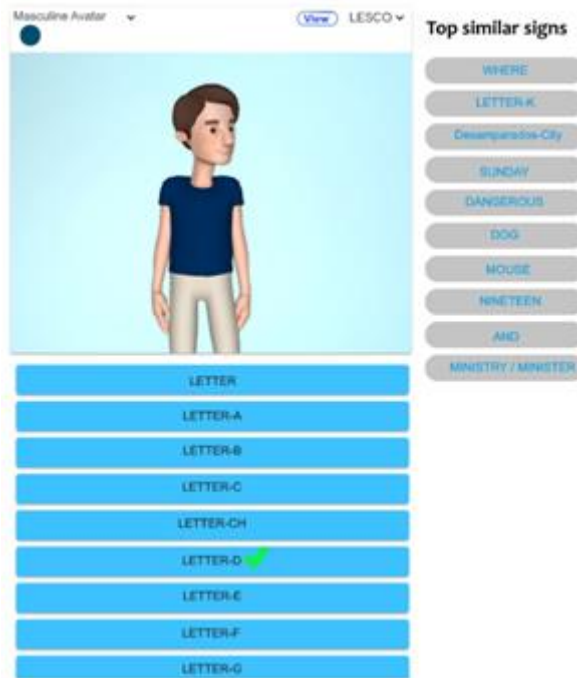 Masculine Avatar
View LESCO
Top similar signs
WHERE
LETTER-K
Desamparados-City
SUNDAY
DANGEROUS
DOG
MOUSE
NINETEEN
AND
MINISTRY / MINISTER
LETTER
LETTER-A
LETTER-B
LETTER-C
LETTER-CH
LETTER-D
LETTER-E
LETTER-F
LETTER-G